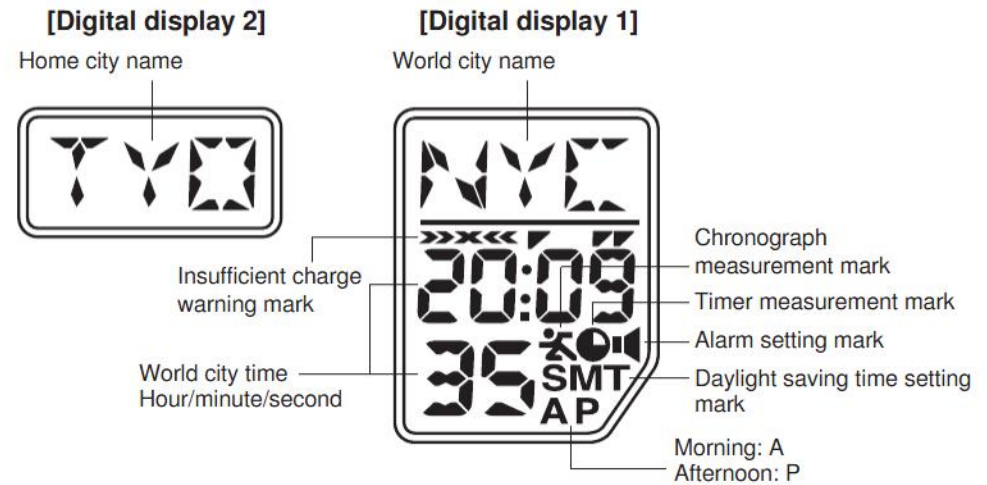 [Digital display 2]
Home city name
TYO
[Digital display 1]
World city name
NYC
20:09
35
SMT
A P
Insufficient charge
warning mark
World city time
Hour/minute/second
Chronograph
measurement mark
Timer measurement mark
Alarm setting mark
Daylight saving time setting
mark
Morning: A
Afternoon: P